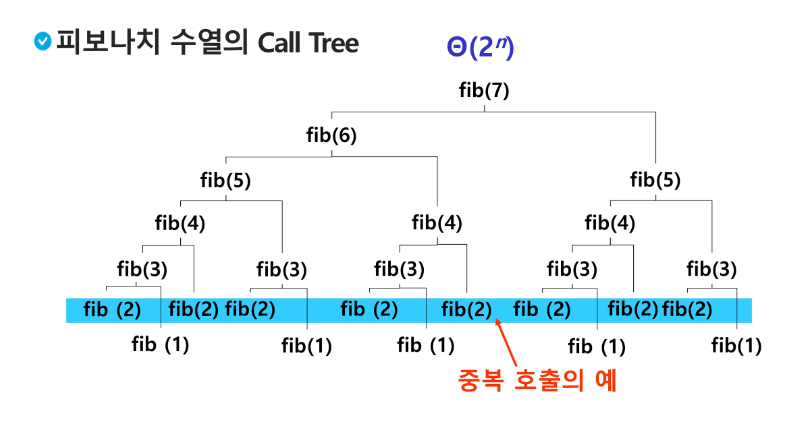 피보나치 수열의 Call Tree
Θ(2ⁿ)
fib(7)
fib(6)
fib(5) fib(5)
fib(4) fib(4) fib(4)
fib(3) fib(3) fib(3) fib(3) fib(3)
fib (2) fib(2) fib(2) fib (2) fib(2) fib (2) fib(2) fib(2)
fib (1) fib(1) fib (1) fib (1) fib(1)
중복 호출의 예